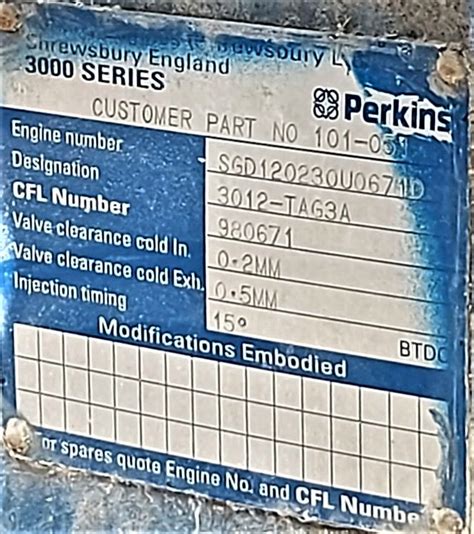 Shrewsbury England
3000 SERIES
Perkins
CUSTOMER PART NO 101-051
Engine number SGD120230U0671D
Designation 3012-TAG3A
CFL Number 980671
Valve clearance cold In. 0·2MM
Valve clearance cold Exh. 0·5MM
Injection timing 15° BTDC
Modifications Embodied
For spares quote Engine No. and CFL Number